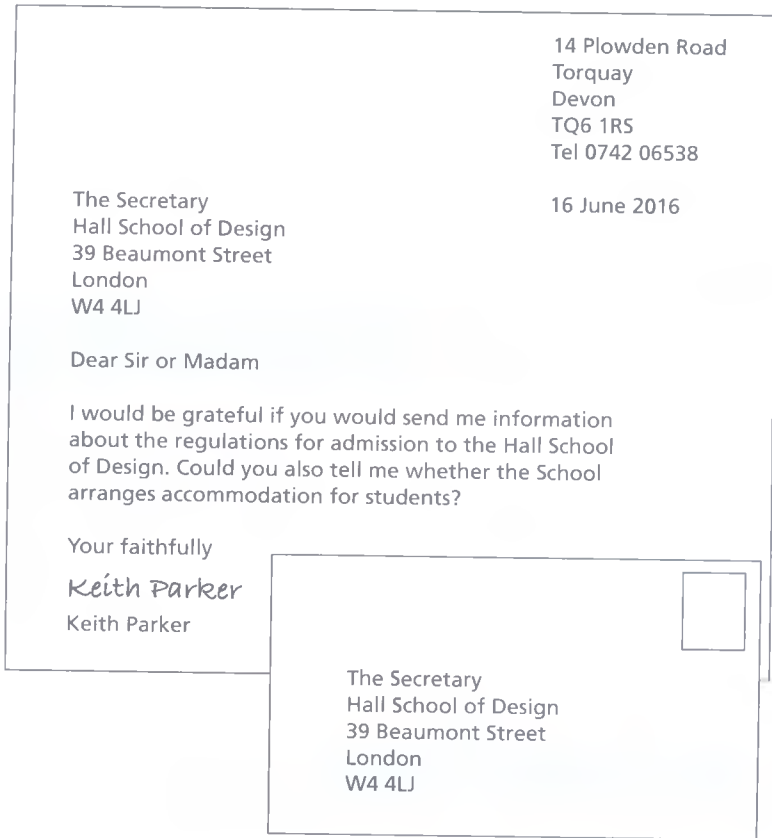 14 Plowden Road
Torquay
Devon
TQ6 1RS
Tel 0742 06538
16 June 2016
The Secretary
Hall School of Design
39 Beaumont Street
London
W4 4LJ
Dear Sir or Madam
I would be grateful if you would send me information
about the regulations for admission to the Hall School
of Design. Could you also tell me whether the School
arranges accommodation for students?
Your faithfully
Keith Parker
Keith Parker
The Secretary
Hall School of Design
39 Beaumont Street
London
W4 4LJ